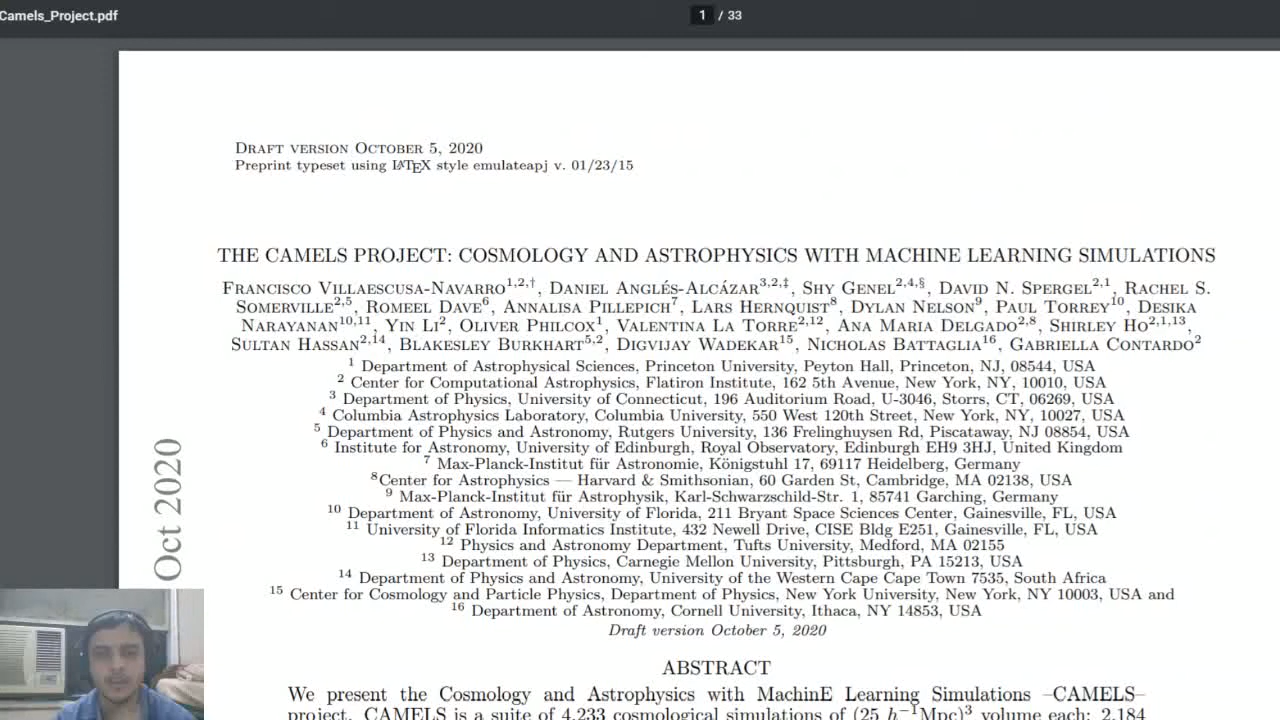 Camels_Project.pdf
1 / 33
DRAFT VERSION OCTOBER 5, 2020
Preprint typeset using LATEX style emulateapj v. 01/23/15
THE CAMELS PROJECT: COSMOLOGY AND ASTROPHYSICS WITH MACHINE LEARNING SIMULATIONS
FRANCISCO VILLAESCUSA-NAVARRO1,2,†, DANIEL ANGLÉS-ALCÁZAR3,2,‡, SHY GENEL2,4,§, DAVID N. SPERGEL2,1, RACHEL S.
SOMERVILLE2,5, ROMEEL DAVE6, ANNALISA PILLEPICH7, LARS HERNQUIST8, DYLAN NELSON9, PAUL TORREY10, DESIKA
NARAYANAN10,11, YIN LI2, OLIVER PHILCOX1, VALENTINA LA TORRE2,12, ANA MARIA DELGADO2,8, SHIRLEY HO2,1,13,
SULTAN HASSAN2,14, BLAKESLEY BURKHART5,2, DIGVIJAY WADEKAR15, NICHOLAS BATTAGLIA16, GABRIELLA CONTARDO2
1 Department of Astrophysical Sciences, Princeton University, Peyton Hall, Princeton, NJ, 08544, USA
2 Center for Computational Astrophysics, Flatiron Institute, 162 5th Avenue, New York, NY, 10010, USA
3 Department of Physics, University of Connecticut, 196 Auditorium Road, U-3046, Storrs, CT, 06269, USA
4 Columbia Astrophysics Laboratory, Columbia University, 550 West 120th Street, New York, NY, 10027, USA
5 Department of Physics and Astronomy, Rutgers University, 136 Frelinghuysen Rd, Piscataway, NJ 08854, USA
6 Institute for Astronomy, University of Edinburgh, Royal Observatory, Edinburgh EH9 3HJ, United Kingdom
7 Max-Planck-Institut für Astronomie, Königstuhl 17, 69117 Heidelberg, Germany
8Center for Astrophysics — Harvard & Smithsonian, 60 Garden St, Cambridge, MA 02138, USA
9 Max-Planck-Institut für Astrophysik, Karl-Schwarzschild-Str. 1, 85741 Garching, Germany
10 Department of Astronomy, University of Florida, 211 Bryant Space Sciences Center, Gainesville, FL, USA
11 University of Florida Informatics Institute, 432 Newell Drive, CISE Bldg E251, Gainesville, FL, USA
12 Physics and Astronomy Department, Tufts University, Medford, MA 02155
13 Department of Physics, Carnegie Mellon University, Pittsburgh, PA 15213, USA
14 Department of Physics and Astronomy, University of the Western Cape Cape Town 7535, South Africa
15 Center for Cosmology and Particle Physics, Department of Physics, New York University, New York, NY 10003, USA and
16 Department of Astronomy, Cornell University, Ithaca, NY 14853, USA
Draft version October 5, 2020
Oct 2020
ABSTRACT
We present the Cosmology and Astrophysics with MachinE Learning Simulations –CAMELS–
project. CAMELS is a suite of 4,233 cosmological simulations of (25 h−1Mpc)3 volume each: 2,184